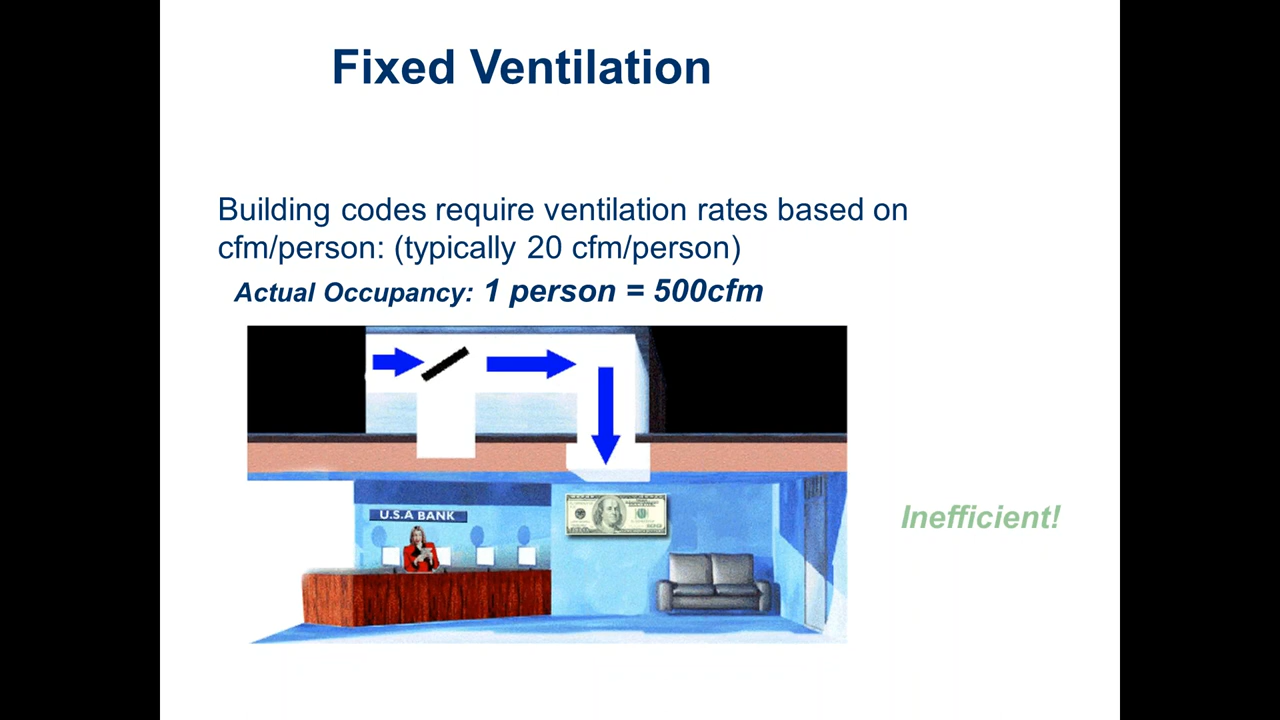 Fixed Ventilation
Building codes require ventilation rates based on
cfm/person: (typically 20 cfm/person)
Actual Occupancy: 1 person = 500cfm
U.S.A BANK
Inefficient!